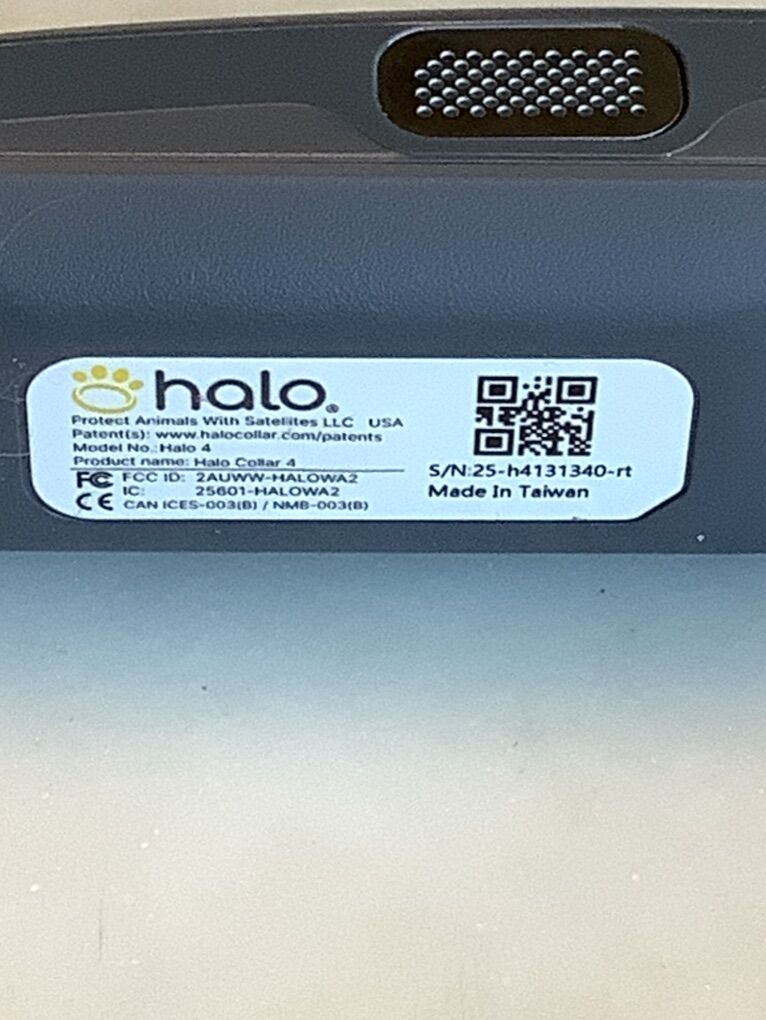 halo®
Protect Animals With Satellites LLC USA
Patent(s): www.halocollar.com/patents
Model No.: Halo 4
Product name: Halo Collar 4
FC FCC ID: 2AUWW-HALOWA2
IC: 25601-HALOWA2
CE CAN ICES-003(B) / NMB-003(B)
S/N:25-h4131340-rt
Made In Taiwan